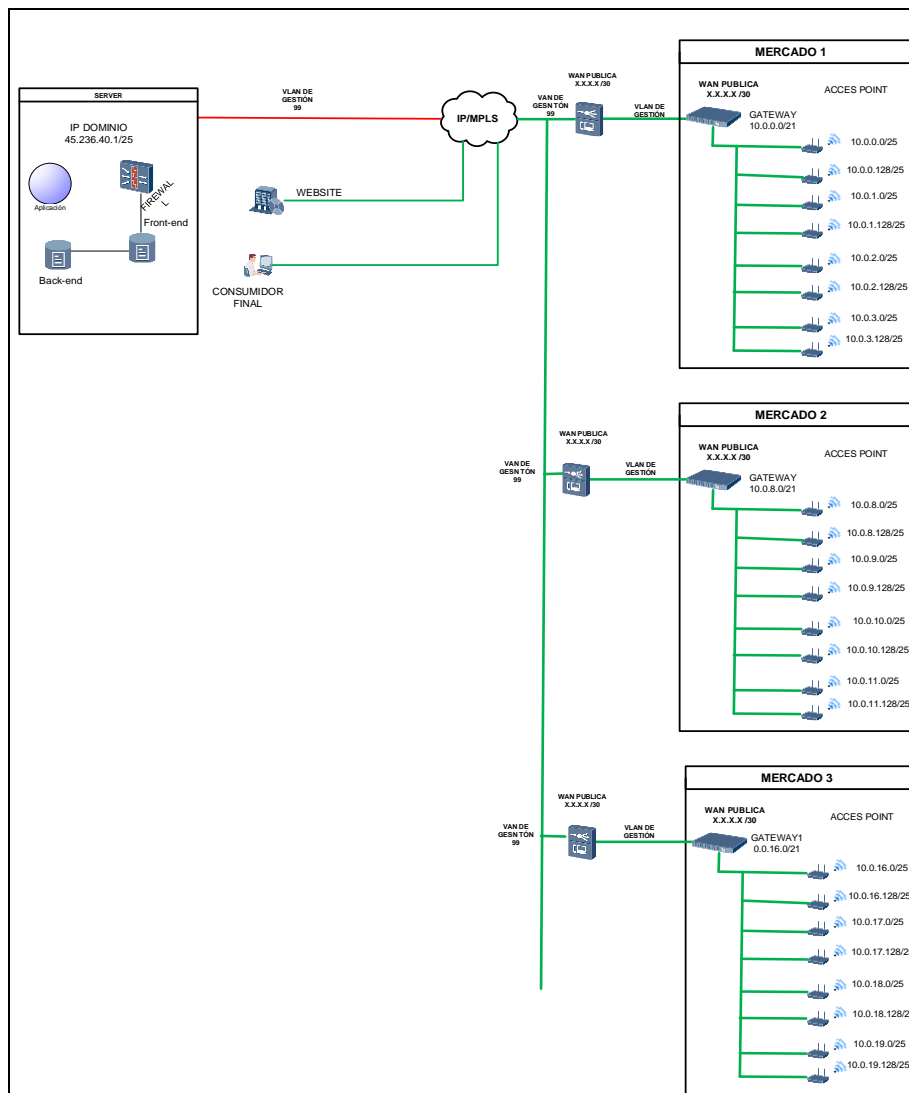 SERVER
IP DOMINIO
45.236.40.1/25
Aplicación
FIREWAL
L
Front-end
Back-end
VLAN DE
GESTIÓN
99
IP/MPLS
WEBSITE
CONSUMIDOR
FINAL
VAN DE
GESNTÓN
99
WAN PUBLICA
X.X.X.X /30
VLAN DE
GESTIÓN
MERCADO 1
WAN PUBLICA
X.X.X.X /30
ACCES POINT
GATEWAY
10.0.0.0/21
10.0.0.0/25
10.0.0.128/25
10.0.1.0/25
10.0.1.128/25
10.0.2.0/25
10.0.2.128/25
10.0.3.0/25
10.0.3.128/25
VAN DE
GESNTÓN
99
WAN PUBLICA
X.X.X.X /30
VLAN DE
GESTIÓN
MERCADO 2
WAN PUBLICA
X.X.X.X /30
ACCES POINT
GATEWAY
10.0.8.0/21
10.0.8.0/25
10.0.8.128/25
10.0.9.0/25
10.0.9.128/25
10.0.10.0/25
10.0.10.128/25
10.0.11.0/25
10.0.11.128/25
VAN DE
GESNTÓN
99
WAN PUBLICA
X.X.X.X /30
VLAN DE
GESTIÓN
MERCADO 3
WAN PUBLICA
X.X.X.X /30
ACCES POINT
GATEWAY1
0.0.16.0/21
10.0.16.0/25
10.0.16.128/25
10.0.17.0/25
10.0.17.128/25
10.0.18.0/25
10.0.18.128/2
10.0.19.0/25
10.0.19.128/25